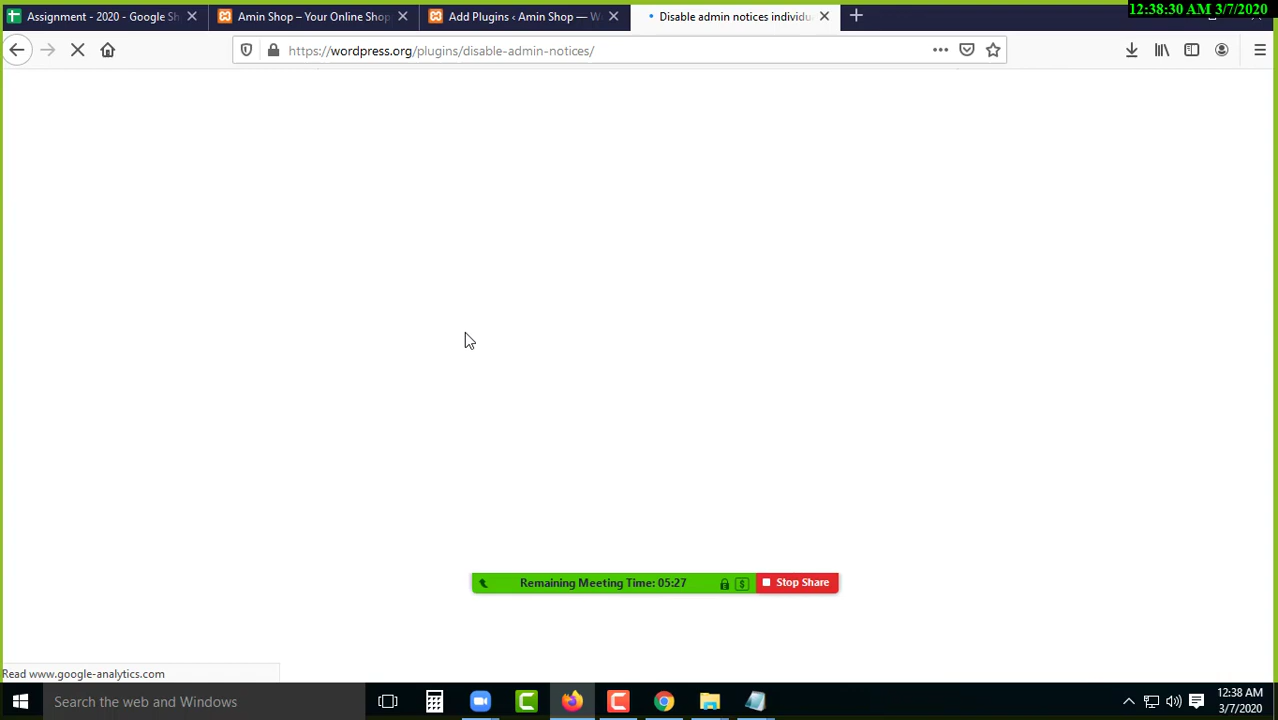 12:38:30 AM 3/7/2020
Assignment - 2020 - Google Sh
Amin Shop – Your Online Shop
Add Plugins ‹ Amin Shop — W
Disable admin notices individu
https://wordpress.org/plugins/disable-admin-notices/
Remaining Meeting Time: 05:27
Stop Share
Read www.google-analytics.com
Search the web and Windows
12:38 AM
3/7/2020